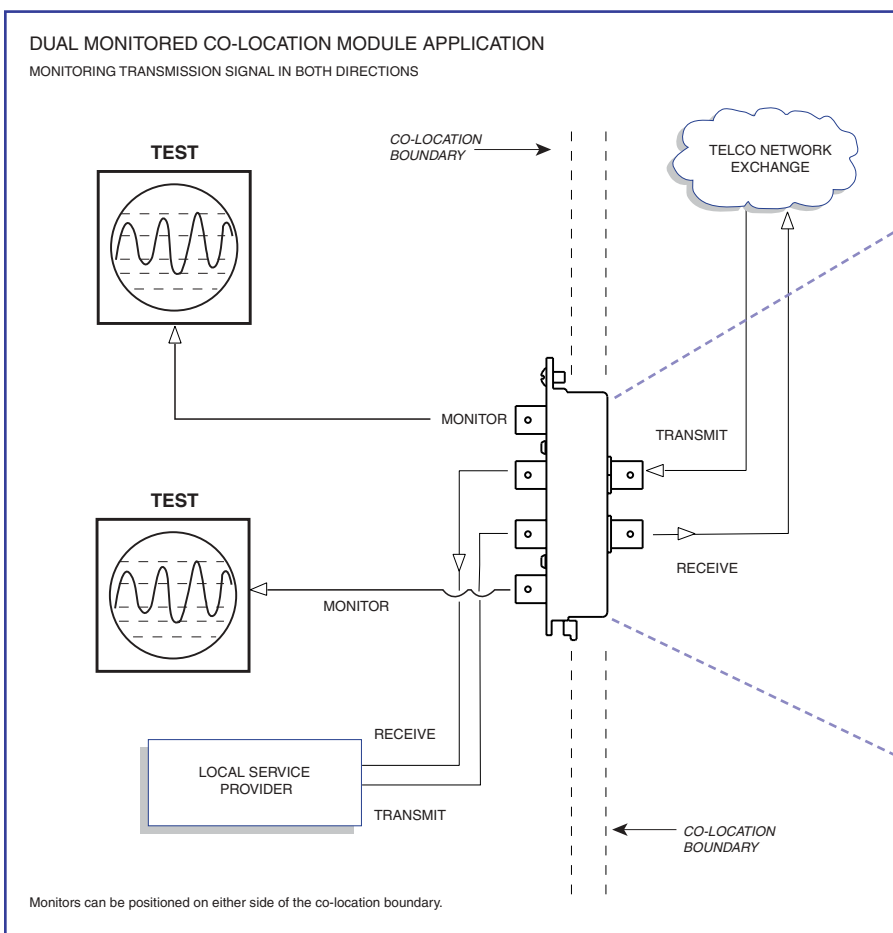 DUAL MONITORED CO-LOCATION MODULE APPLICATION
MONITORING TRANSMISSION SIGNAL IN BOTH DIRECTIONS
CO-LOCATION
BOUNDARY
TELCO NETWORK
EXCHANGE
TEST
MONITOR
TRANSMIT
TEST
RECEIVE
MONITOR
RECEIVE
LOCAL SERVICE
PROVIDER
TRANSMIT
CO-LOCATION
BOUNDARY
Monitors can be positioned on either side of the co-location boundary.